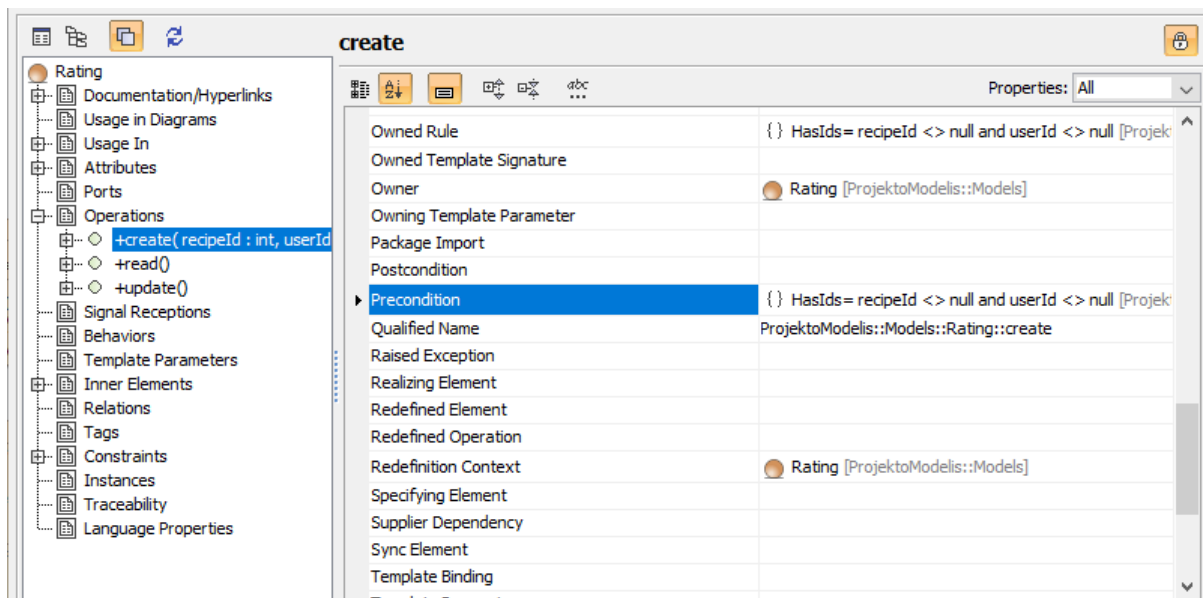 create
Rating
Documentation/Hyperlinks
Usage in Diagrams
Usage In
Attributes
Ports
Operations
+create( recipeId : int, userId
+read()
+update()
Signal Receptions
Behaviors
Template Parameters
Inner Elements
Relations
Tags
Constraints
Instances
Traceability
Language Properties
A Z abc ... Properties: All
Owned Rule {} HasIds= recipeId <> null and userId <> null [Projek
Owned Template Signature
Owner Rating [ProjektoModelis::Models]
Owning Template Parameter
Package Import
Postcondition
Precondition {} HasIds= recipeId <> null and userId <> null [Projek
Qualified Name ProjektoModelis::Models::Rating::create
Raised Exception
Realizing Element
Redefined Element
Redefined Operation
Redefinition Context Rating [ProjektoModelis::Models]
Specifying Element
Supplier Dependency
Sync Element
Template Binding